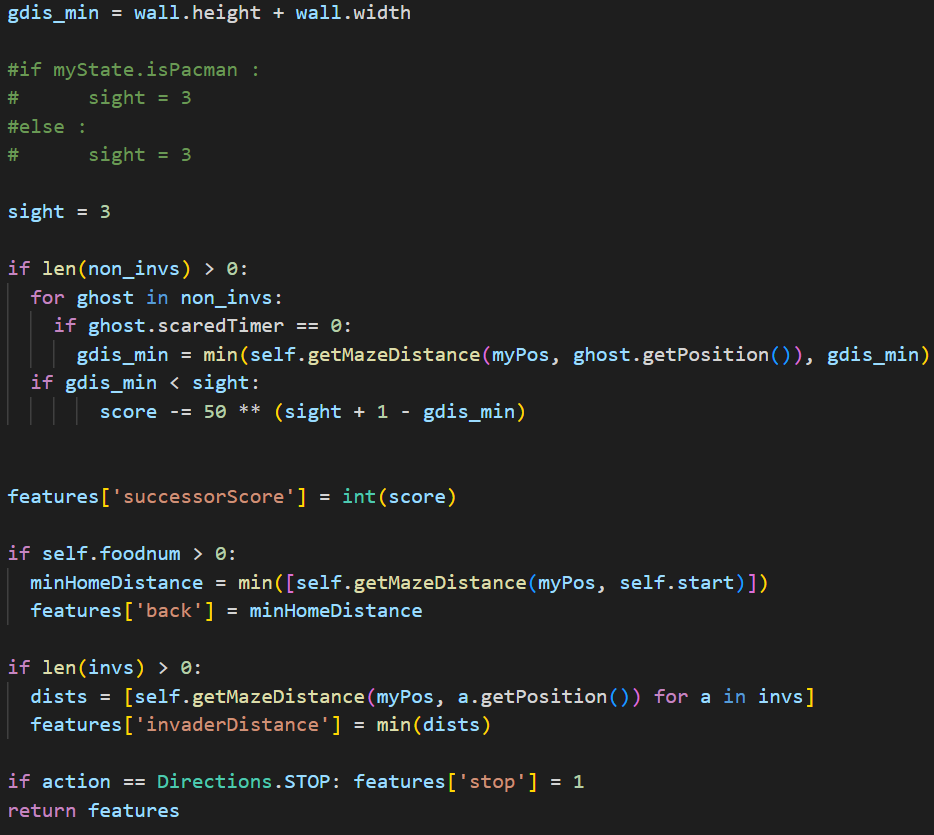 gdis_min = wall.height + wall.width
#if myState.isPacman :
#      sight = 3
#else :
#      sight = 3
sight = 3
if len(non_invs) > 0:
  for ghost in non_invs:
    if ghost.scaredTimer == 0:
      gdis_min = min(self.getMazeDistance(myPos, ghost.getPosition()), gdis_min)
  if gdis_min < sight:
        score -= 50 ** (sight + 1 - gdis_min)
features['successorScore'] = int(score)
if self.foodnum > 0:
  minHomeDistance = min([self.getMazeDistance(myPos, self.start)])
  features['back'] = minHomeDistance
if len(invs) > 0:
  dists = [self.getMazeDistance(myPos, a.getPosition()) for a in invs]
  features['invaderDistance'] = min(dists)
if action == Directions.STOP: features['stop'] = 1
return features